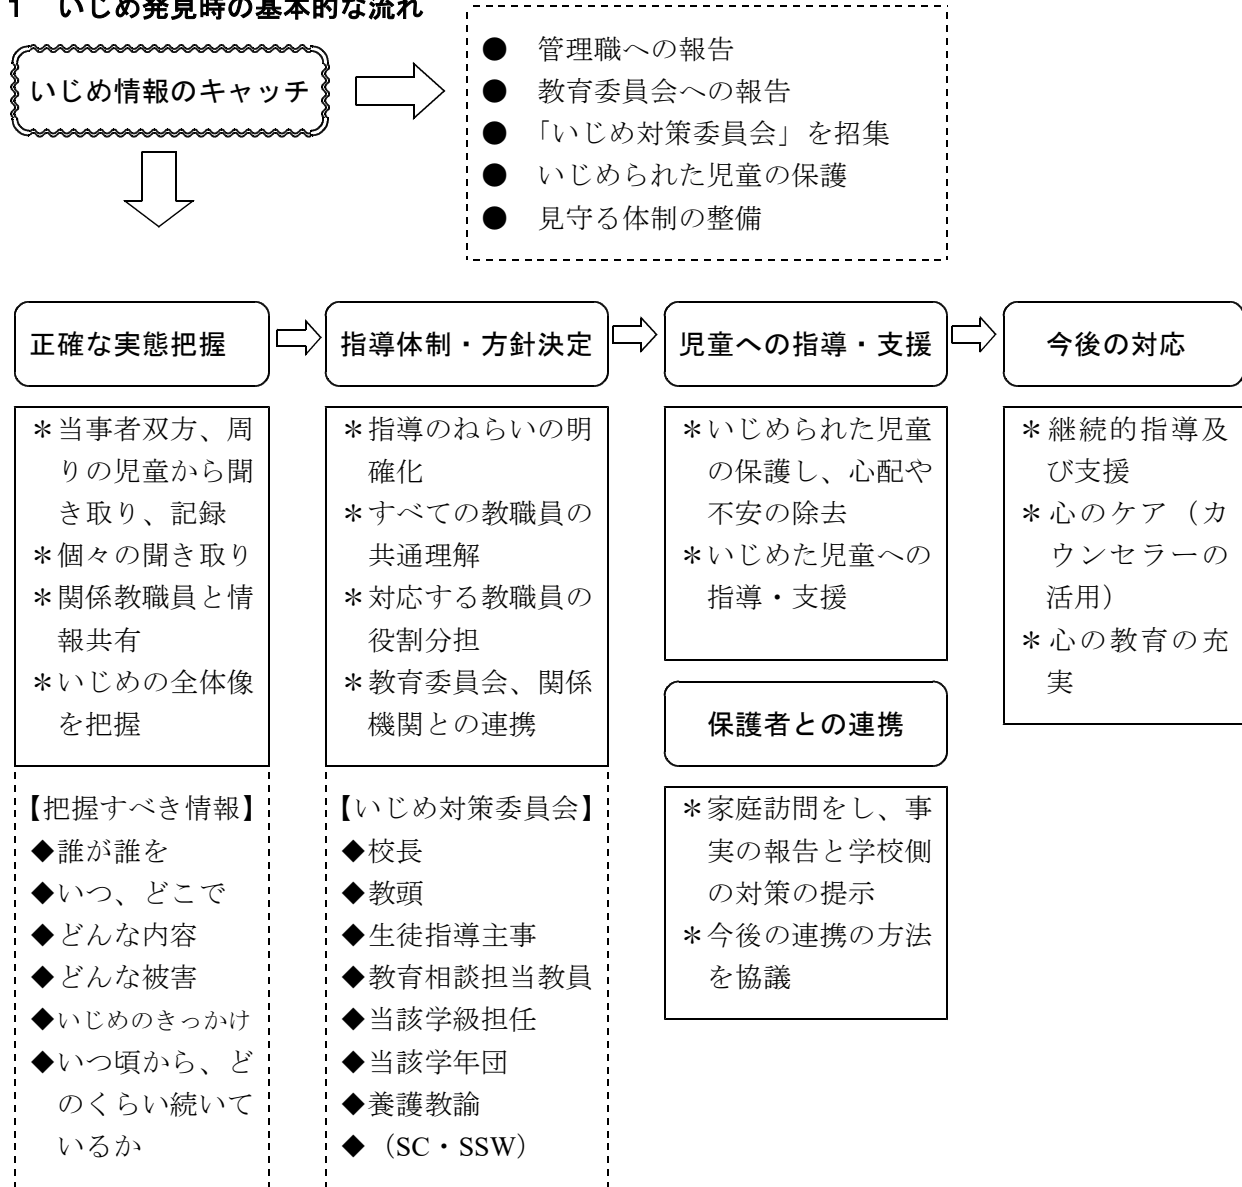 1　いじめ発見時の基本的な流れ
いじめ情報のキャッチ
●　管理職への報告
●　教育委員会への報告
●　「いじめ対策委員会」を招集
●　いじめられた児童の保護
●　見守る体制の整備
正確な実態把握
＊当事者双方、周
りの児童から聞
き取り、記録
＊個々の聞き取り
＊関係教職員と情
報共有
＊いじめの全体像
を把握
【把握すべき情報】
◆誰が誰を
◆いつ、どこで
◆どんな内容
◆どんな被害
◆いじめのきっかけ
◆いつ頃から、ど
のくらい続いて
いるか
指導体制・方針決定
＊指導のねらいの明
確化
＊すべての教職員の
共通理解
＊対応する教職員の
役割分担
＊教育委員会、関係
機関との連携
【いじめ対策委員会】
◆校長
◆教頭
◆生徒指導主事
◆教育相談担当教員
◆当該学級担任
◆当該学年団
◆養護教諭
◆（SC・SSW）
児童への指導・支援
＊いじめられた児童
の保護し、心配や
不安の除去
＊いじめた児童への
指導・支援
保護者との連携
＊家庭訪問をし、事
実の報告と学校側
の対策の提示
＊今後の連携の方法
を協議
今後の対応
＊継続的指導及
び支援
＊心のケア（カ
ウンセラーの
活用）
＊心の教育の充
実